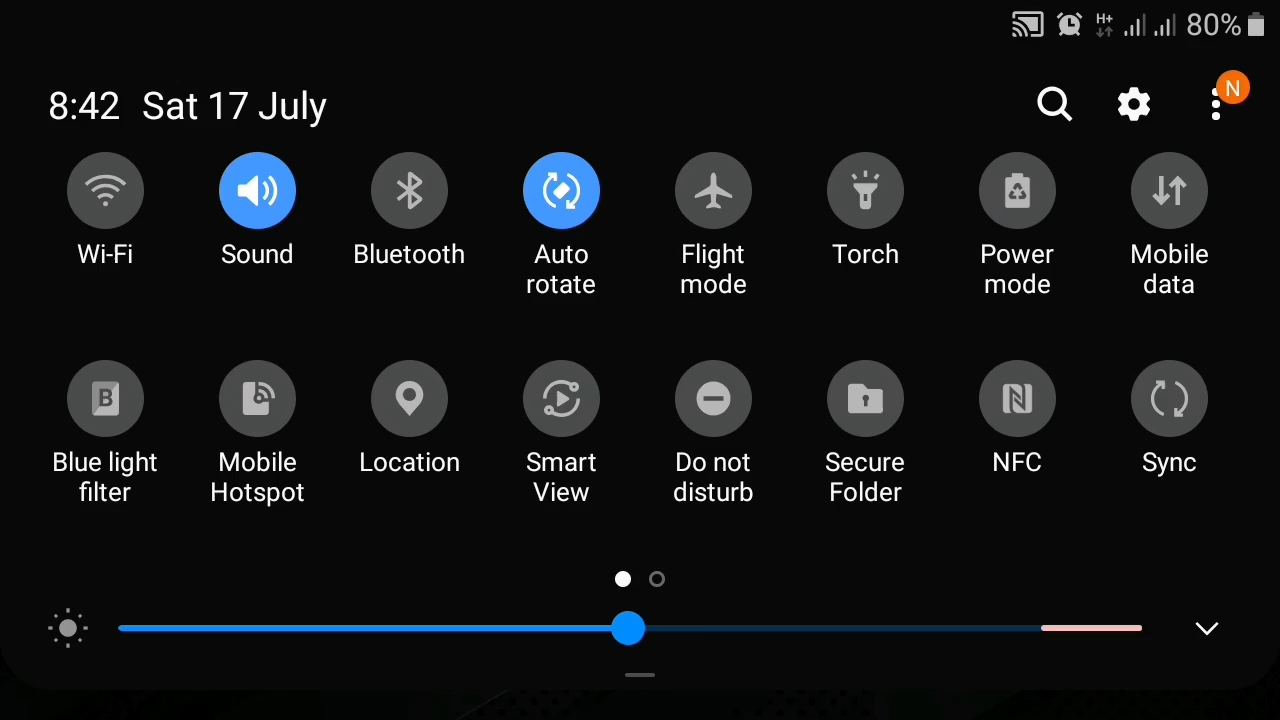 H+ 80%
8:42 Sat 17 July
N
Wi-Fi Sound Bluetooth Auto rotate Flight mode Torch Power mode Mobile data
B
Blue light filter Mobile Hotspot Location Smart View Do not disturb Secure Folder NFC Sync